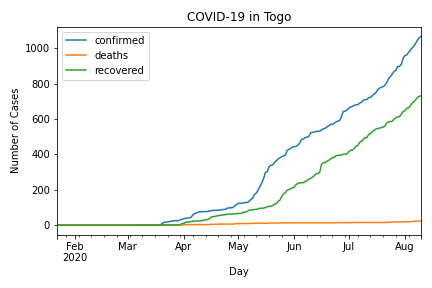 COVID-19 in Togo
confirmed
deaths
recovered
Number of Cases
1000
800
600
400
200
0
Feb Mar Apr May Jun Jul Aug
2020
Day